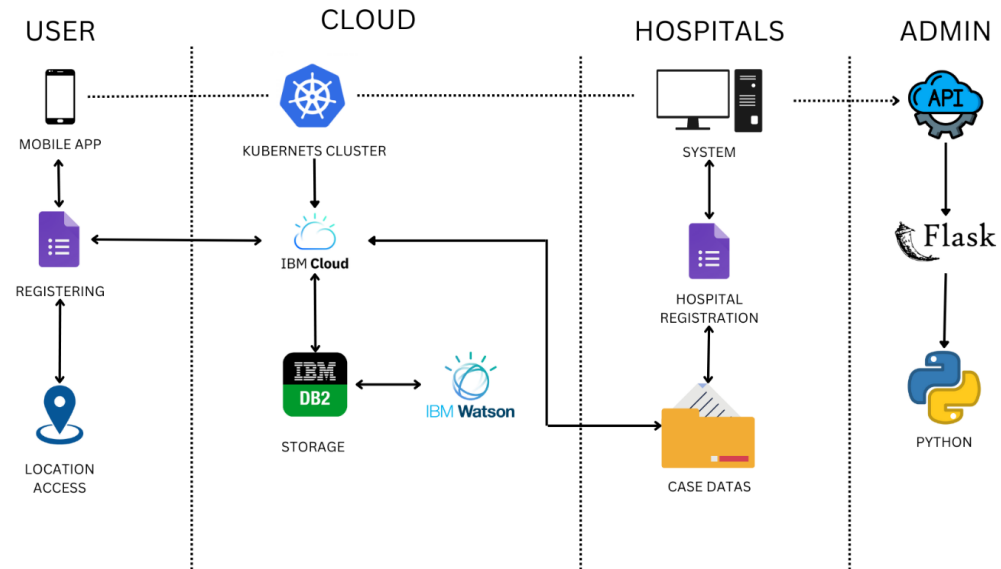 USER
CLOUD
HOSPITALS
ADMIN
API
MOBILE APP
KUBERNETS CLUSTER
SYSTEM
IBM Cloud
Flask
REGISTERING
HOSPITAL
REGISTRATION
IBM
DB2
IBM Watson
STORAGE
PYTHON
LOCATION
ACCESS
CASE DATAS